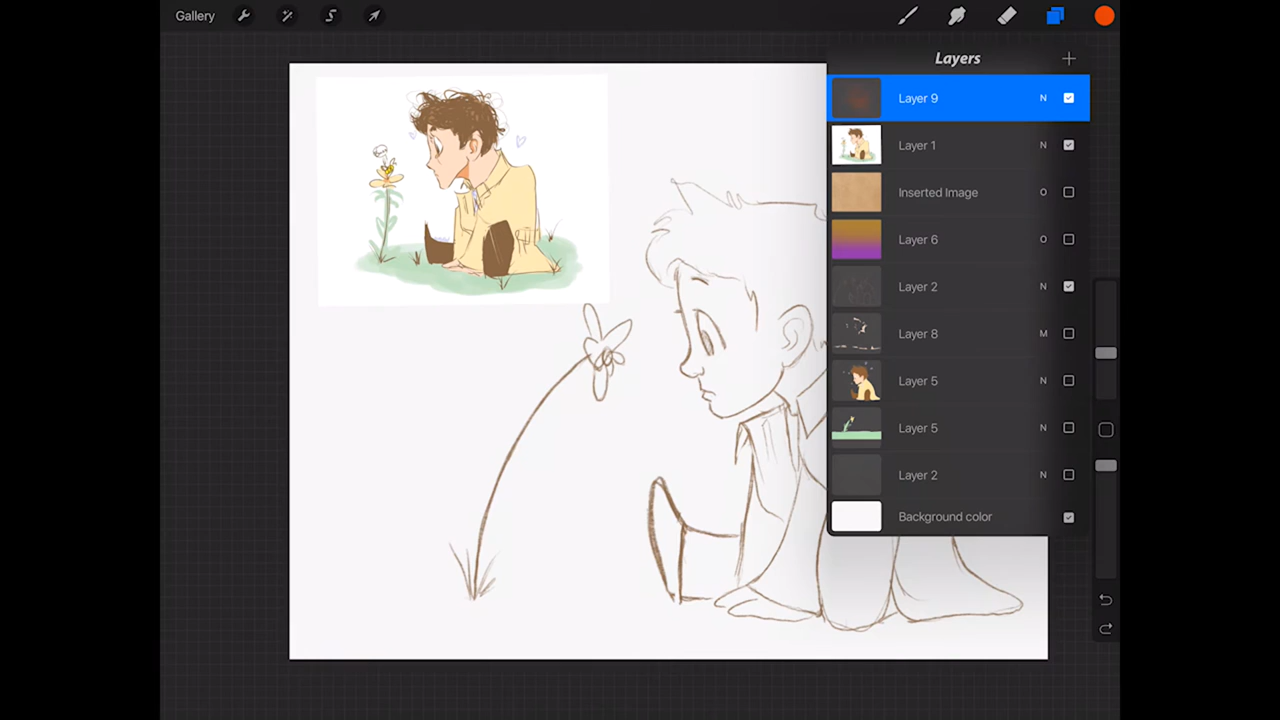 Gallery
Layers
Layer 9 N
Layer 1 N
Inserted Image O
Layer 6 O
Layer 2 N
Layer 8 M
Layer 5 N
Layer 5 N
Layer 2 N
Background color